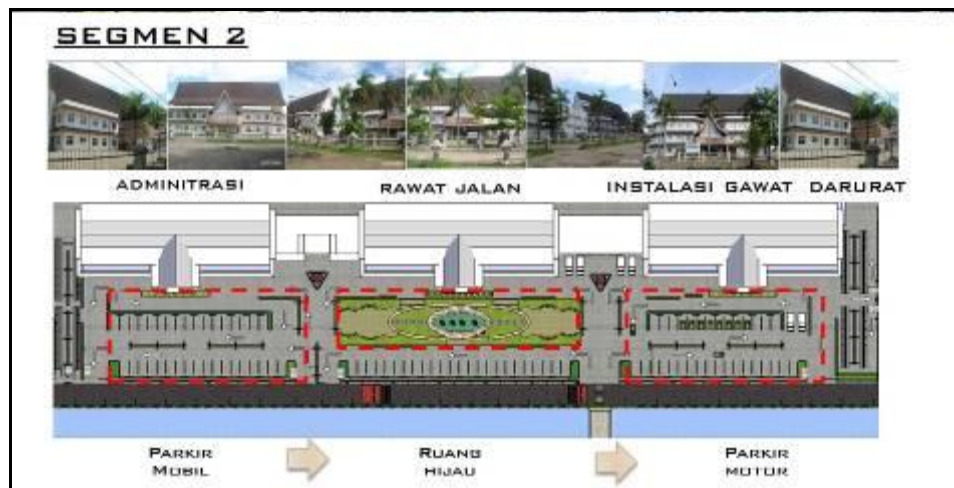 SEGMEN 2
ADMINITRASI
RAWAT JALAN
INSTALASI GAWAT DARURAT
PARKIR
MOBIL
RUANG
HIJAU
PARKIR
MOTOR